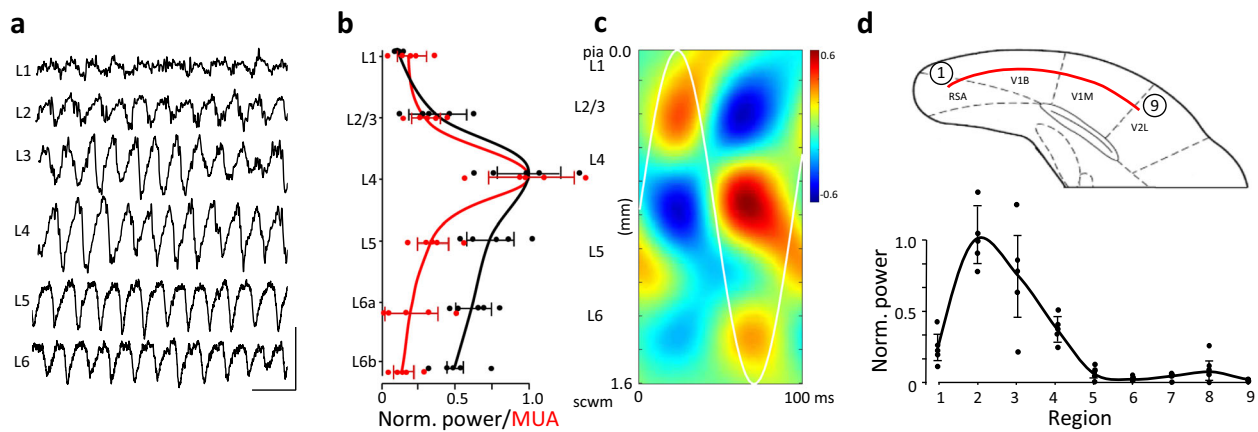 a
L1
L2
L3
L4
L5
L6
b
L1
L2/3
L4
L5
L6a
L6b
0
0.5
1.0
Norm. power/MUA
c
pia
0.0
L1
L2/3
L4
(mm)
L5
L6
1.6
scwm
0
100 ms
0.6
-0.6
d
1
RSA
V1B
V1M
9
V2L
Norm. power
1.0
0.5
0
1 2 3 4 5 6 7 8 9
Region